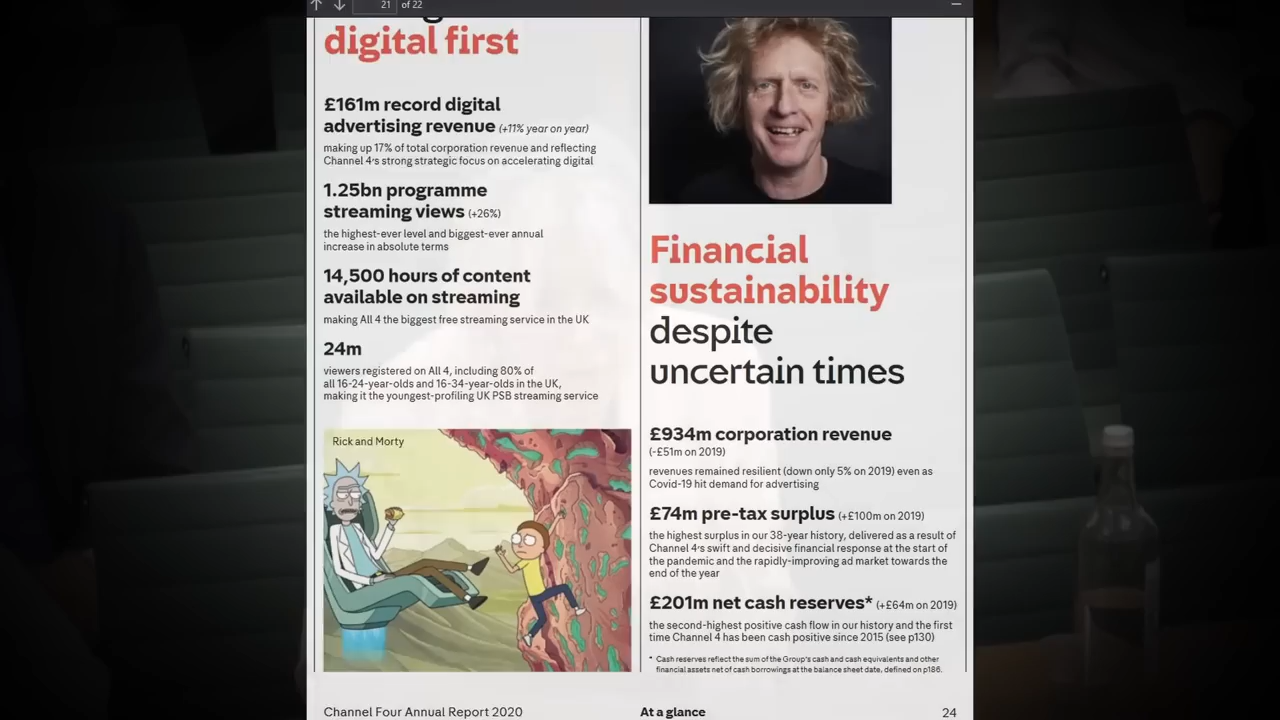 21 of 22
digital first
£161m record digital
advertising revenue (+11% year on year)
making up 17% of total corporation revenue and reflecting
Channel 4's strong strategic focus on accelerating digital
1.25bn programme
streaming views (+26%)
the highest-ever level and biggest-ever annual
increase in absolute terms
14,500 hours of content
available on streaming
making All 4 the biggest free streaming service in the UK
24m
viewers registered on All 4, including 80% of
all 16-24-year-olds and 16-34-year-olds in the UK,
making it the youngest-profiling UK PSB streaming service
Rick and Morty
Financial
sustainability
despite
uncertain times
£934m corporation revenue
(-£51m on 2019)
revenues remained resilient (down only 5% on 2019) even as
Covid-19 hit demand for advertising
£74m pre-tax surplus (+£100m on 2019)
the highest surplus in our 38-year history, delivered as a result of
Channel 4's swift and decisive financial response at the start of
the pandemic and the rapidly-improving ad market towards the
end of the year
£201m net cash reserves* (+£64m on 2019)
the second-highest positive cash flow in our history and the first
time Channel 4 has been cash positive since 2015 (see p130)
* Cash reserves reflect the sum of the Group's cash and cash equivalents and other
financial assets net of cash borrowings at the balance sheet date, defined on p186.
Channel Four Annual Report 2020
At a glance
24